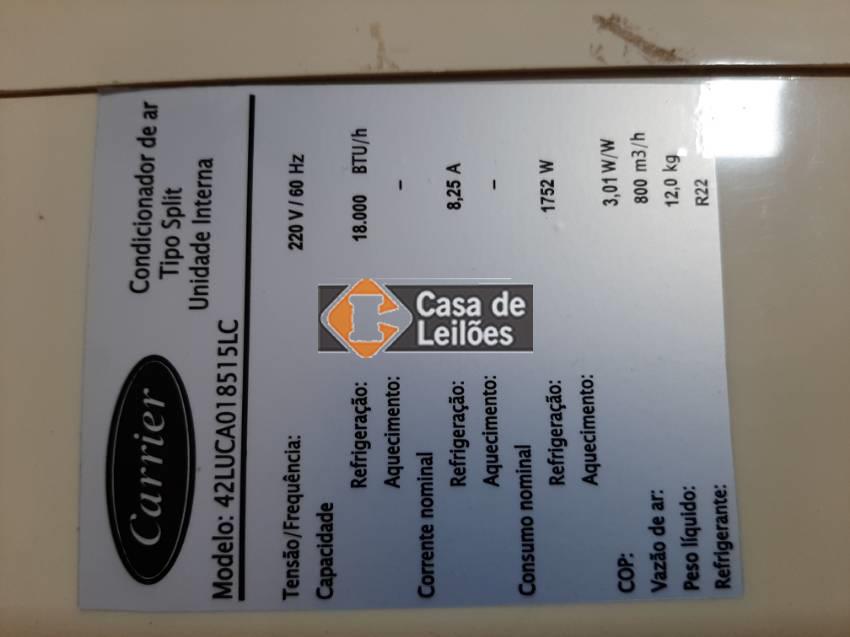 Carrier
Condicionador de ar
Tipo Split
Unidade Interna
Modelo: 42LUCA018515LC
Tensão/Frequência: 220 V / 60 Hz
Capacidade
Refrigeração: 18.000 BTU/h
Aquecimento: –
Corrente nominal
Refrigeração: 8,25 A
Aquecimento: –
Consumo nominal
Refrigeração: 1752 W
Aquecimento:
COP: 3,01 W/W
Vazão de ar: 800 m3/h
Peso líquido: 12,0 kg
Refrigerante: R22
Casa de
Leilões